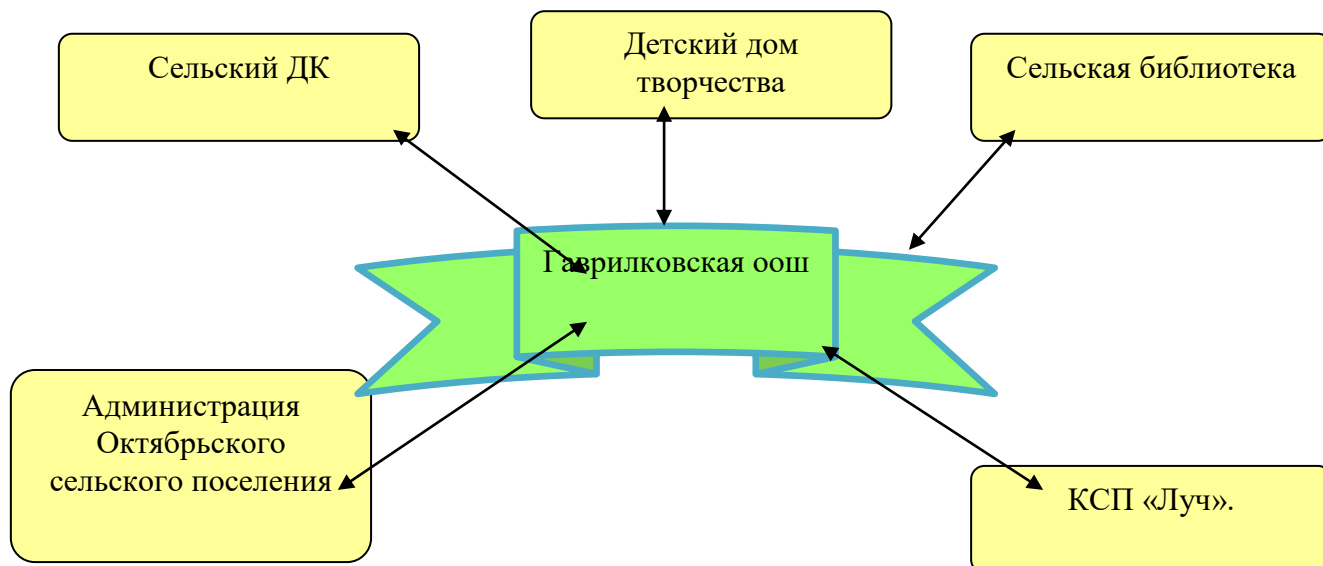 Сельский ДК
Детский дом
творчества
Сельская библиотека
Гаврилковская оош
Администрация
Октябрьского
сельского поселения
КСП «Луч».